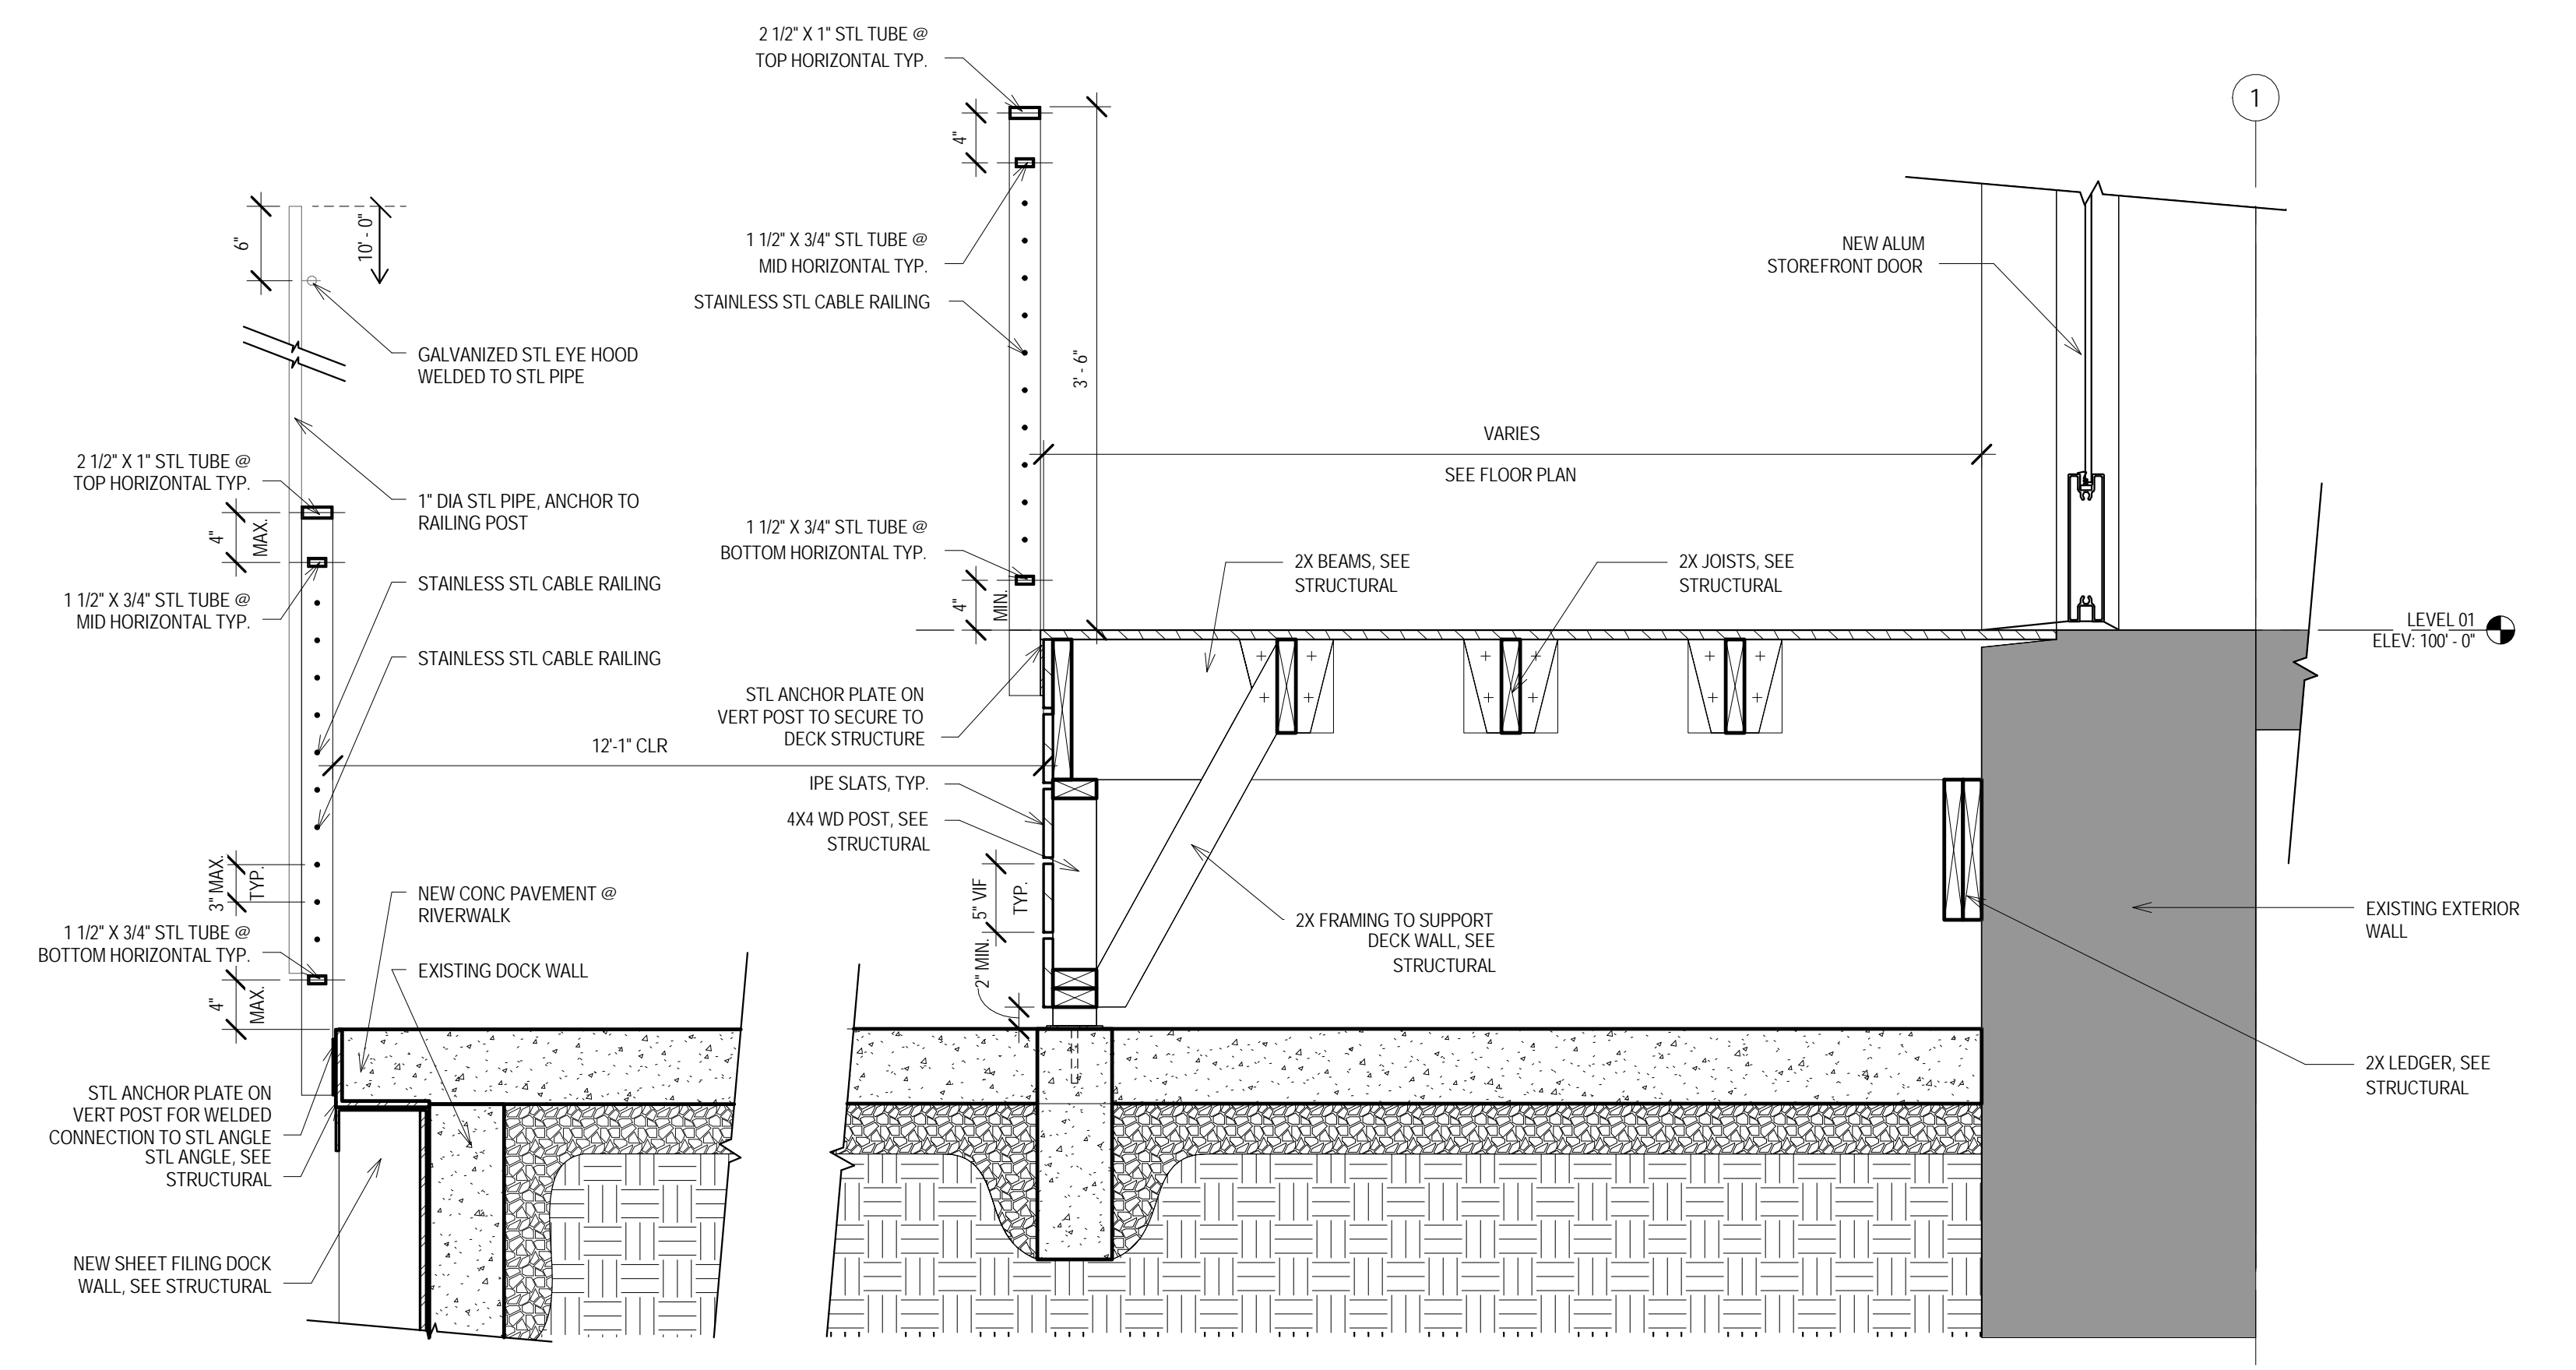 2 1/2" X 1" STL TUBE @
TOP HORIZONTAL TYP.
1
4"
6"
10' - 0"
1 1/2" X 3/4" STL TUBE @
MID HORIZONTAL TYP.
STAINLESS STL CABLE RAILING
NEW ALUM
STOREFRONT DOOR
GALVANIZED STL EYE HOOD
WELDED TO STL PIPE
3' - 6"
VARIES
SEE FLOOR PLAN
2 1/2" X 1" STL TUBE @
TOP HORIZONTAL TYP.
1" DIA STL PIPE, ANCHOR TO
RAILING POST
4"
MAX.
1 1/2" X 3/4" STL TUBE @
BOTTOM HORIZONTAL TYP.
2X BEAMS, SEE
STRUCTURAL
2X JOISTS, SEE
STRUCTURAL
STAINLESS STL CABLE RAILING
1 1/2" X 3/4" STL TUBE @
MID HORIZONTAL TYP.
4"
MIN.
LEVEL 01
ELEV: 100' - 0"
STAINLESS STL CABLE RAILING
STL ANCHOR PLATE ON
VERT POST TO SECURE TO
DECK STRUCTURE
12'-1" CLR
IPE SLATS, TYP.
4X4 WD POST, SEE
STRUCTURAL
3" MAX.
TYP.
5" VIF
TYP.
NEW CONC PAVEMENT @
RIVERWALK
2X FRAMING TO SUPPORT
DECK WALL, SEE
STRUCTURAL
EXISTING EXTERIOR
WALL
1 1/2" X 3/4" STL TUBE @
BOTTOM HORIZONTAL TYP.
EXISTING DOCK WALL
2" MIN.
4"
MAX.
2X LEDGER, SEE
STRUCTURAL
STL ANCHOR PLATE ON
VERT POST FOR WELDED
CONNECTION TO STL ANGLE
STL ANGLE, SEE
STRUCTURAL
NEW SHEET FILING DOCK
WALL, SEE STRUCTURAL